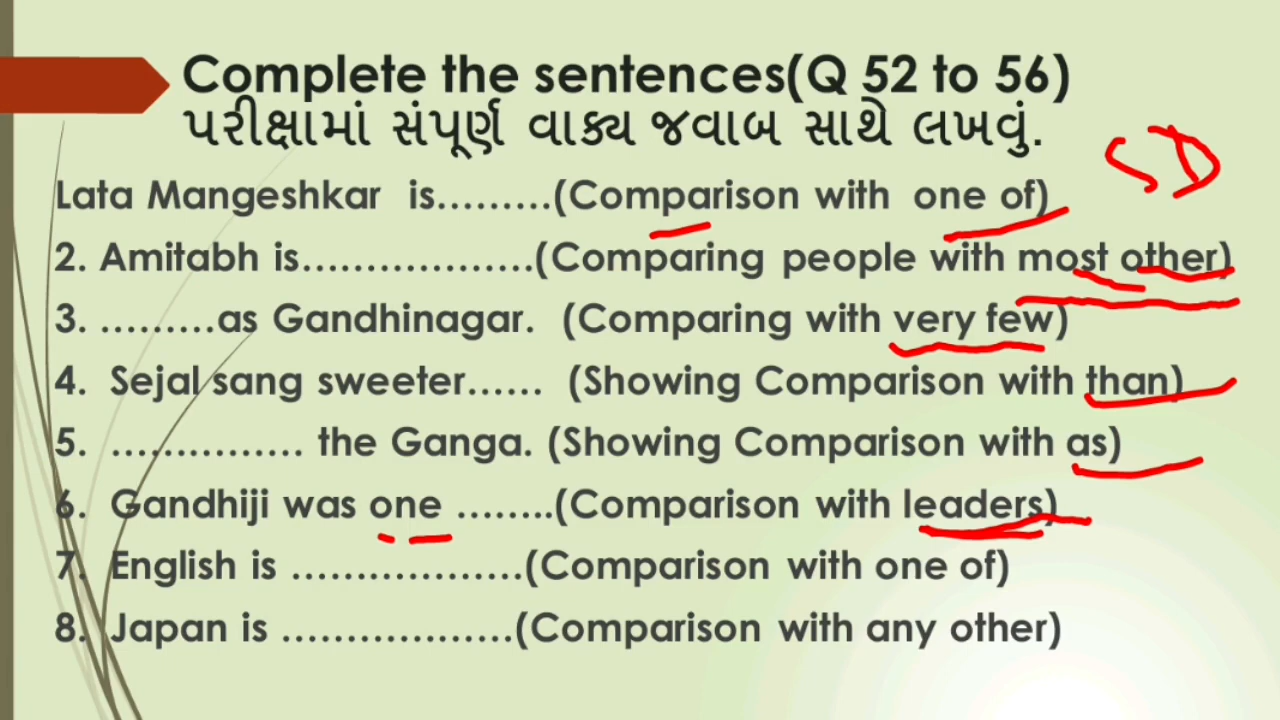 Complete the sentences(Q 52 to 56)
પરીક્ષામાં સંપૂર્ણ વાક્ય જવાબ સાથે લખવું.
Lata Mangeshkar is.........(Comparison with one of)
2. Amitabh is..................(Comparing people with most other)
3. .........as Gandhinagar. (Comparing with very few)
4. Sejal sang sweeter...... (Showing Comparison with than)
5. ............... the Ganga. (Showing Comparison with as)
6. Gandhiji was one ........(Comparison with leaders)
7. English is ..................(Comparison with one of)
8. Japan is ..................(Comparison with any other)